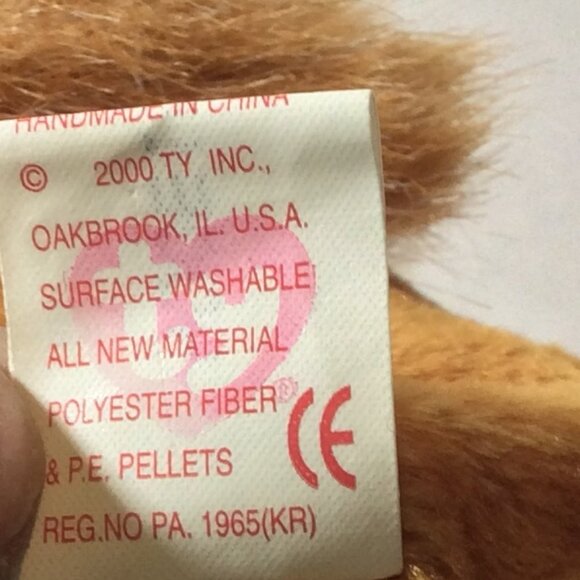 HANDMADE IN CHINA
© 2000 TY INC.,
OAKBROOK, IL. U.S.A.
SURFACE WASHABLE
ALL NEW MATERIAL
POLYESTER FIBER ®
& P.E. PELLETS CE
REG.NO PA. 1965(KR)
ty